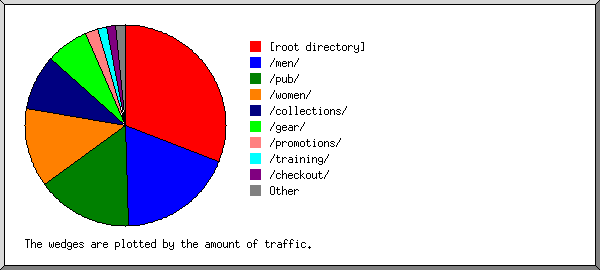 [root directory]
/men/
/pub/
/women/
/collections/
/gear/
/promotions/
/training/
/checkout/
Other
The wedges are plotted by the amount of traffic.